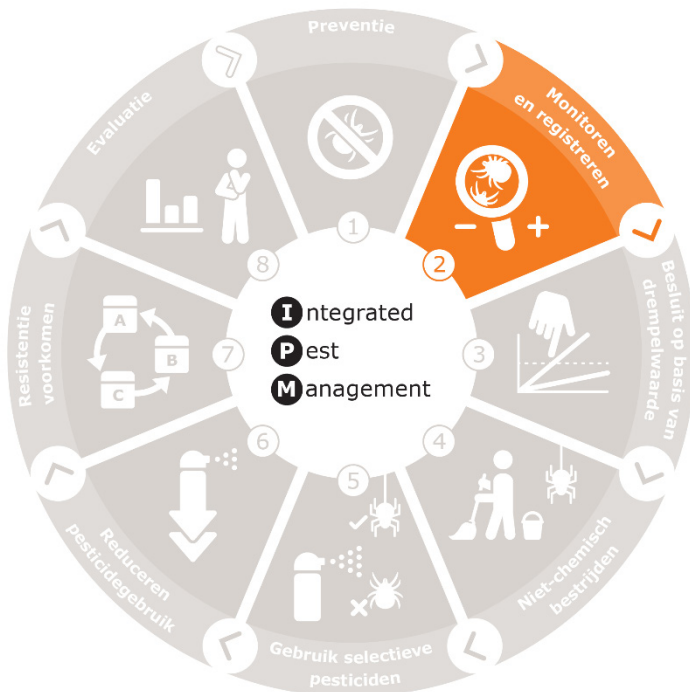 Preventie
1
Monitoren
en registreren
2
Besluit op basis van
drempelwaarde
3
Niet-chemisch
bestrijden
4
Gebruik selectieve
pesticiden
5
Reduceren
pesticidegebruik
6
Resistentie
voorkomen
7
A
B
C
Evaluatie
8
Integrated
Pest
Management